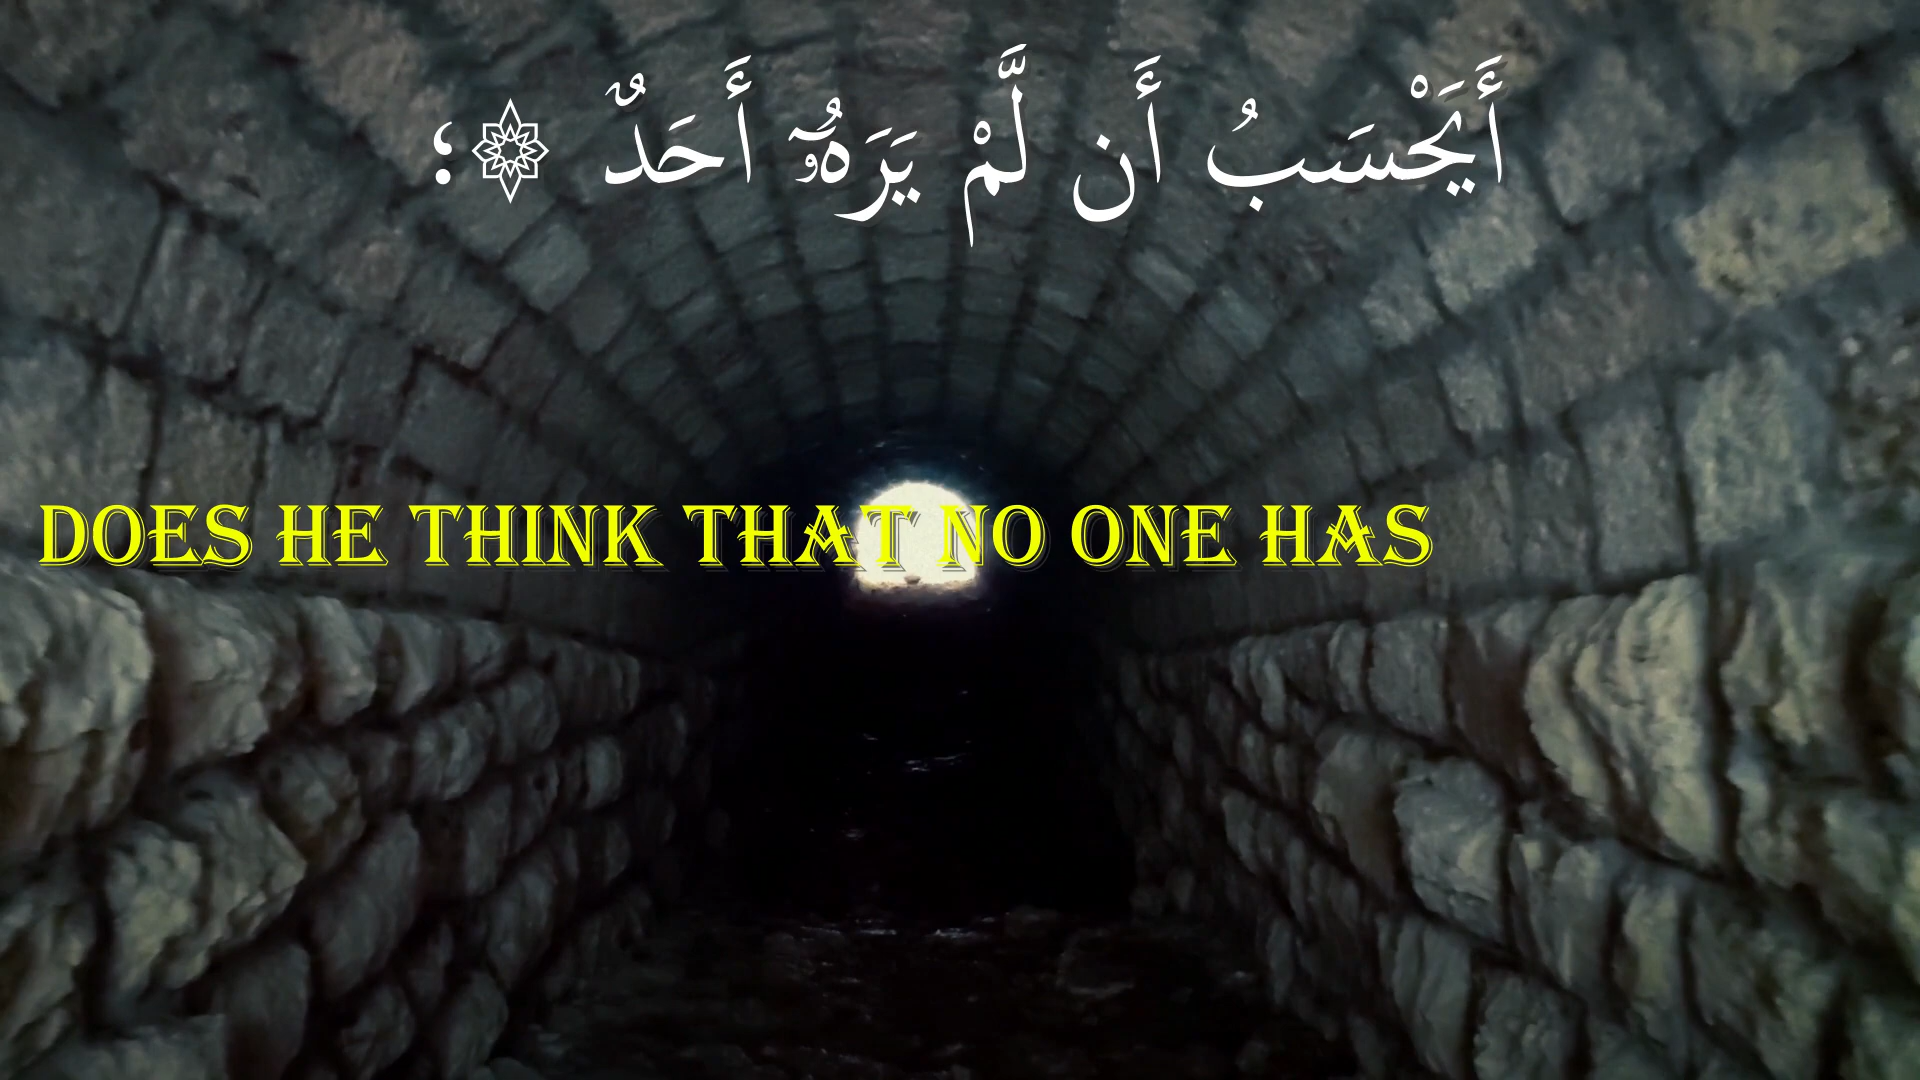 أَيَحْسَبُ أَن لَّمْ يَرَهُۥٓ أَحَدٌ ۞؛
DOES HE THINK THAT NO ONE HAS